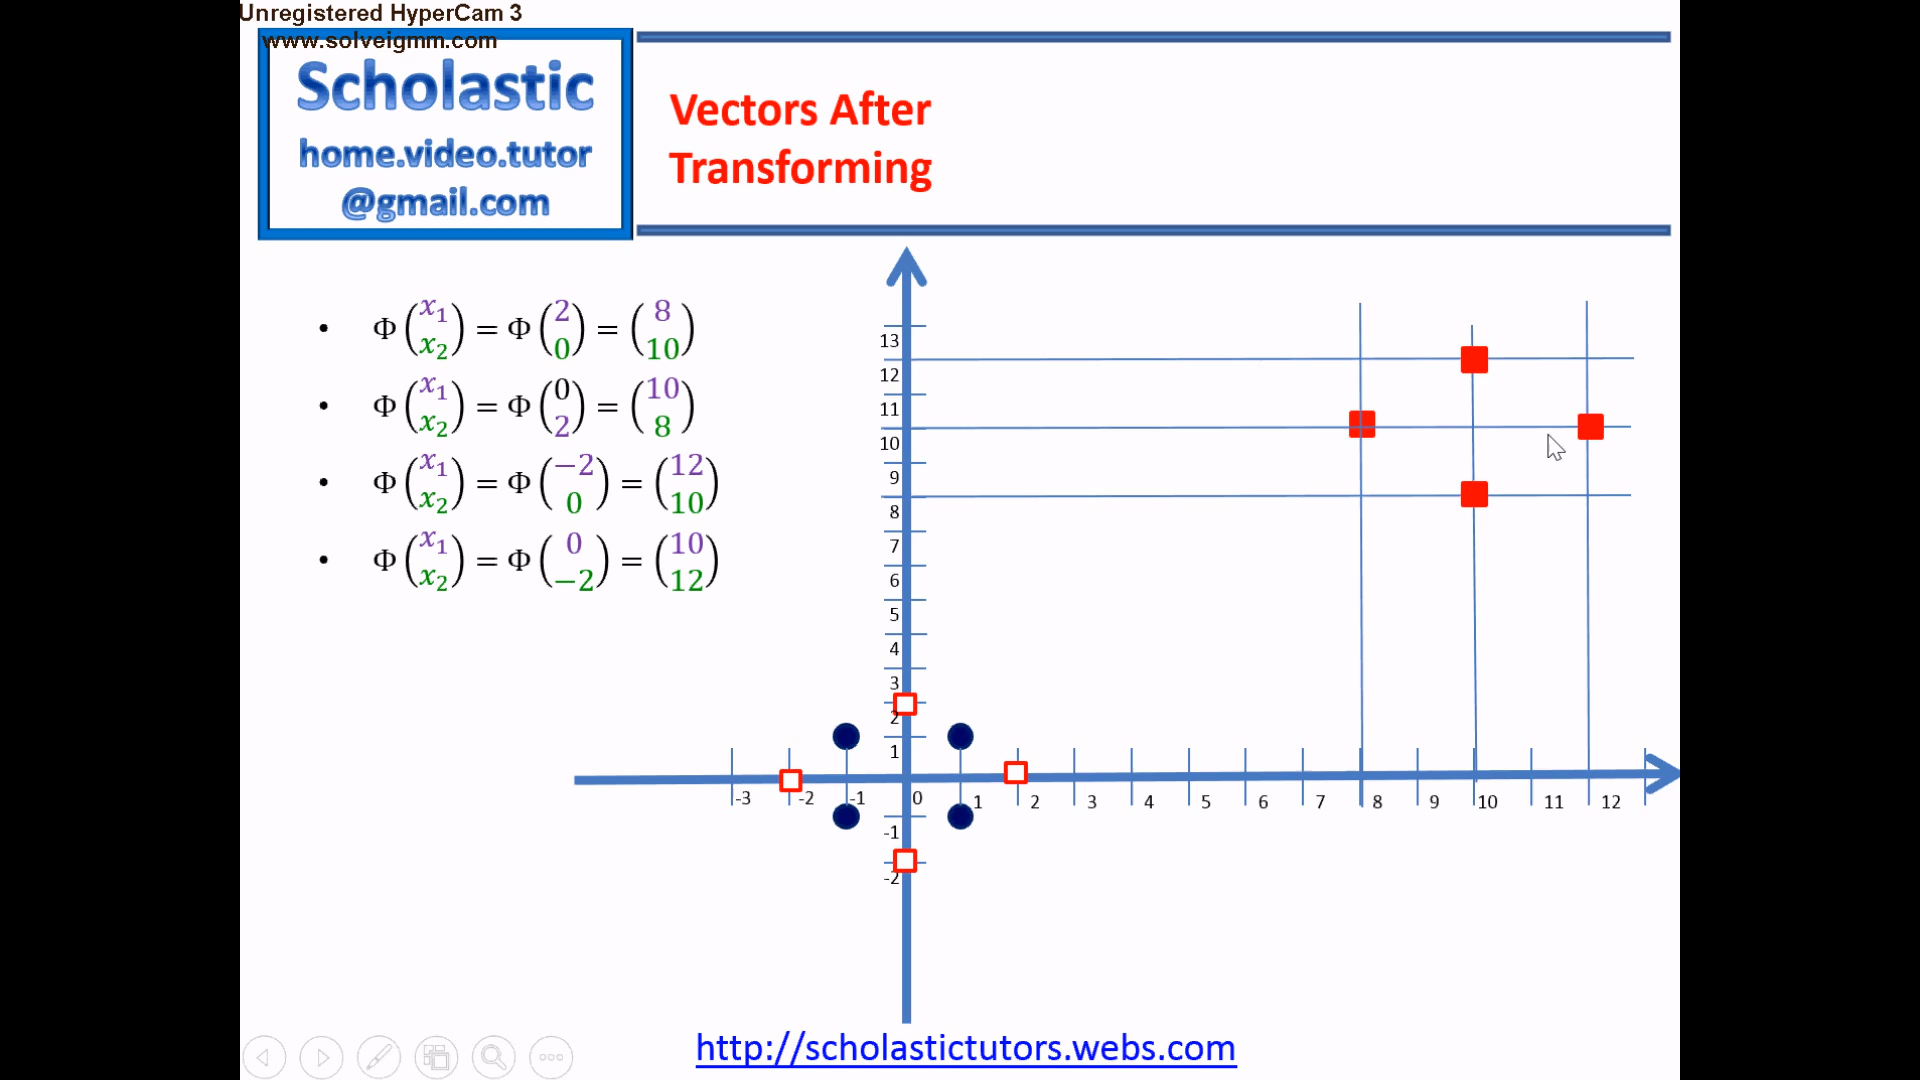 Unregistered HyperCam 3
www.solveigmm.com
Scholastic
home.video.tutor
@gmail.com
Vectors After
Transforming
• Φ(x₁ x₂) = Φ(2 0) = (8 10)
• Φ(x₁ x₂) = Φ(0 2) = (10 8)
• Φ(x₁ x₂) = Φ(−2 0) = (12 10)
• Φ(x₁ x₂) = Φ(0 −2) = (10 12)
13
12
11
10
9
8
7
6
5
4
3
2
1
-3 -2 -1 0 1 2 3 4 5 6 7 8 9 10 11 12
-1
-2
http://scholastictutors.webs.com